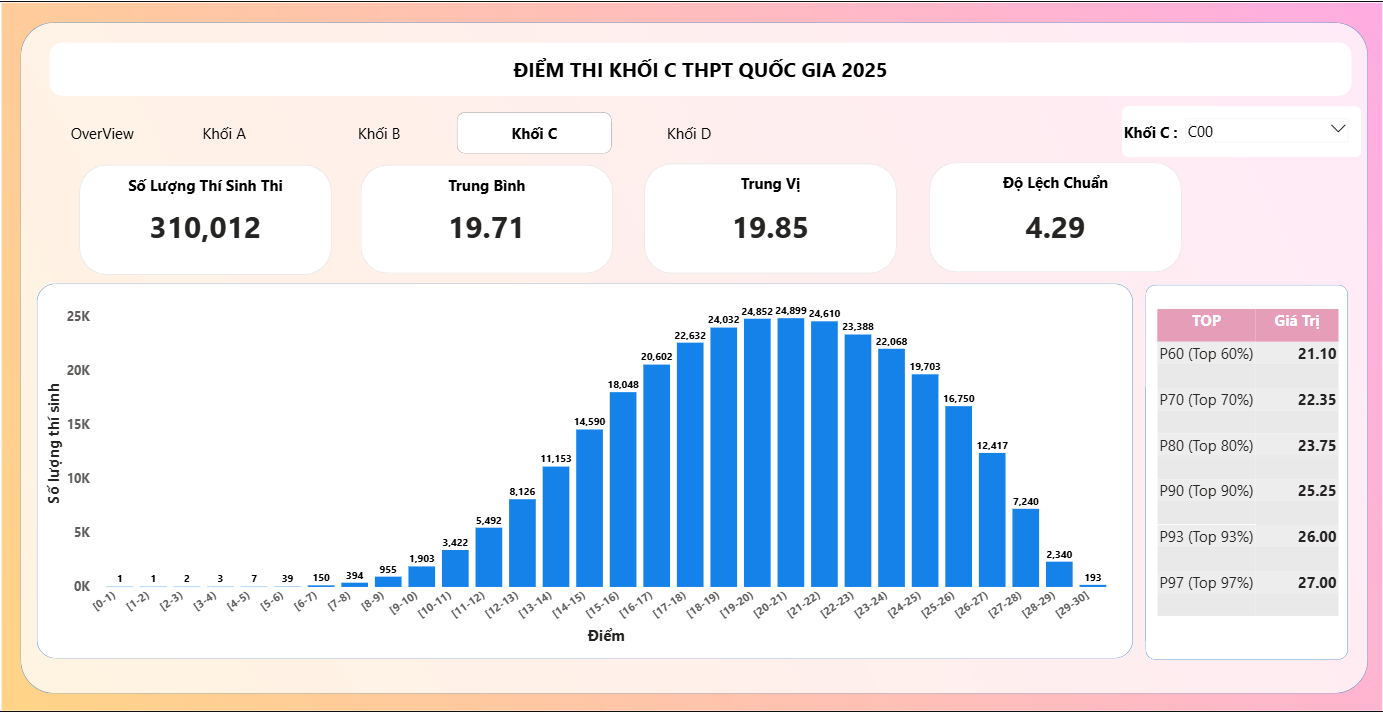 ĐIỂM THI KHỐI C THPT QUỐC GIA 2025
OverView Khối A Khối B Khối C Khối D
Khối C : C00
Số Lượng Thí Sinh Thi
310,012
Trung Bình
19.71
Trung Vị
19.85
Độ Lệch Chuẩn
4.29
Số lượng thí sinh
25K
20K
15K
10K
5K
0K
1 1 2 3 7 39 150 394 955 1,903 3,422 5,492 8,126 11,153 14,590 18,048 20,602 22,632 24,032 24,852 24,899 24,610 23,388 22,068 19,703 16,750 12,417 7,240 2,340 193
[0-1) [1-2) [2-3) [3-4) [4-5) [5-6) [6-7) [7-8) [8-9) [9-10) [10-11) [11-12) [12-13) [13-14) [14-15) [15-16) [16-17) [17-18) [18-19) [19-20) [20-21) [21-22) [22-23) [23-24) [24-25) [25-26) [26-27) [27-28) [28-29) [29-30]
Điểm
TOP Giá Trị
P60 (Top 60%) 21.10
P70 (Top 70%) 22.35
P80 (Top 80%) 23.75
P90 (Top 90%) 25.25
P93 (Top 93%) 26.00
P97 (Top 97%) 27.00